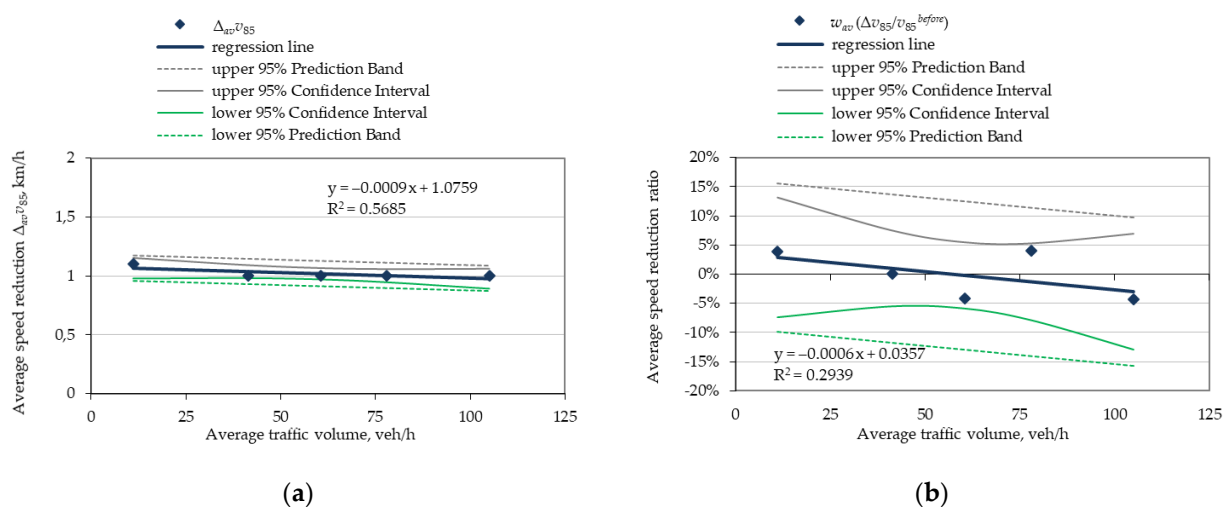 Δavv85
regression line
upper 95% Prediction Band
upper 95% Confidence Interval
lower 95% Confidence Interval
lower 95% Prediction Band
Average speed reduction Δavv85, km/h
2
1,5
1
0,5
0
y = –0.0009x + 1.0759
R² = 0.5685
0 25 50 75 100 125
Average traffic volume, veh/h
(a)
wav (Δv85/v85before)
regression line
upper 95% Prediction Band
upper 95% Confidence Interval
lower 95% Confidence Interval
lower 95% Prediction Band
Average speed reduction ratio
20%
15%
10%
5%
0%
-5%
-10%
-15%
-20%
y = –0.0006x + 0.0357
R² = 0.2939
0 25 50 75 100 125
Average traffic volume, veh/h
(b)